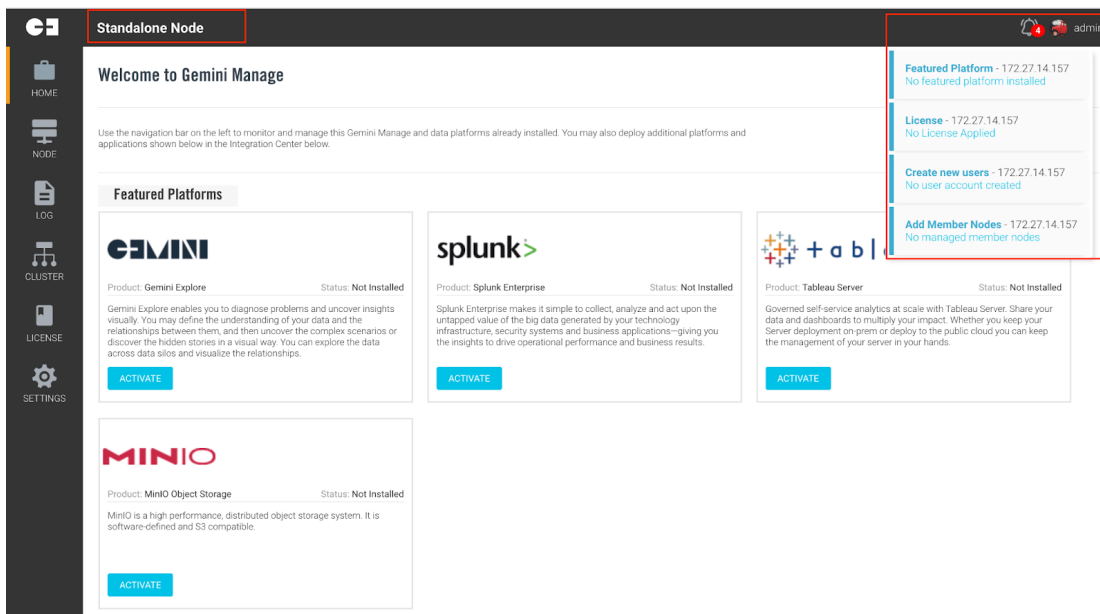 Standalone Node
4
admin
HOME
NODE
LOG
CLUSTER
LICENSE
SETTINGS
Welcome to Gemini Manage
Use the navigation bar on the left to monitor and manage this Gemini Manage and data platforms already installed. You may also deploy additional platforms and
applications shown below in the Integration Center below.
Featured Platform - 172.27.14.157
No featured platform installed
License - 172.27.14.157
No License Applied
Create new users - 172.27.14.157
No user account created
Add Member Nodes - 172.27.14.157
No managed member nodes
Featured Platforms
GEMINI
Product: Gemini Explore Status: Not Installed
Gemini Explore enables you to diagnose problems and uncover insights
visually. You may define the understanding of your data and the
relationships between them, and then uncover the complex scenarios or
discover the hidden stories in a visual way. You can explore the data
across data silos and visualize the relationships.
ACTIVATE
splunk>
Product: Splunk Enterprise Status: Not Installed
Splunk Enterprise makes it simple to collect, analyze and act upon the
untapped value of the big data generated by your technology
infrastructure, security systems and business applications—giving you
the insights to drive operational performance and business results.
ACTIVATE
+ a b l
Product: Tableau Server Status: Not Installed
Governed self-service analytics at scale with Tableau Server. Share your
data and dashboards to multiply your impact. Whether you keep your
Server deployment on-prem or deploy to the public cloud you can keep
the management of your server in your hands.
ACTIVATE
MINIO
Product: MinIO Object Storage Status: Not Installed
MinIO is a high performance, distributed object storage system. It is
software-defined and S3 compatible.
ACTIVATE